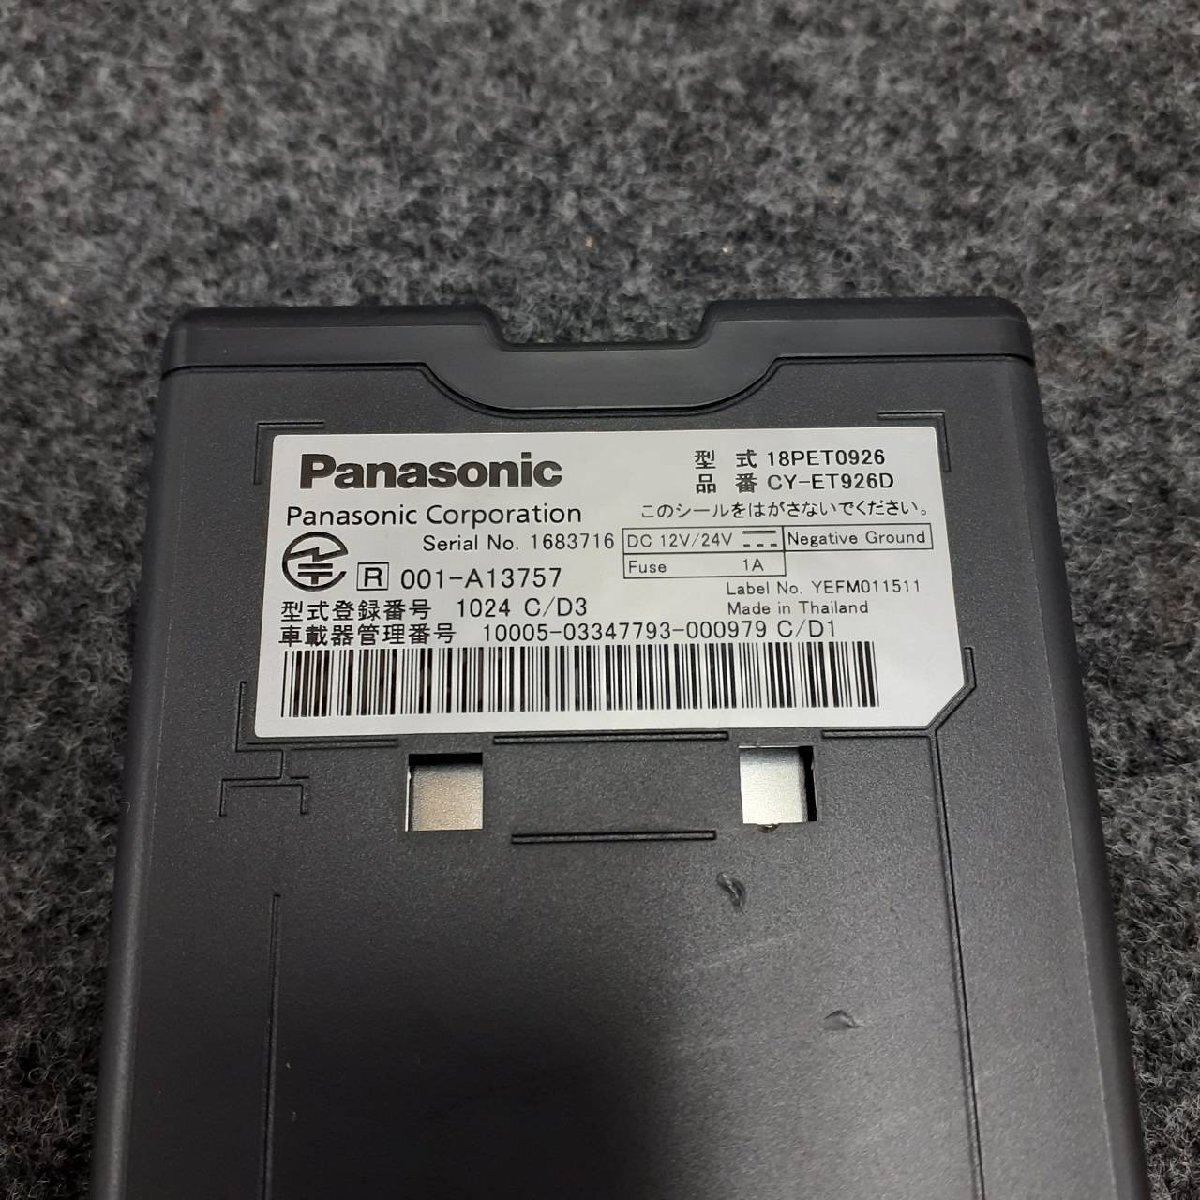 Panasonic
型式 18PET0926
品番 CY-ET926D
Panasonic Corporation
このシールをはがさないでください。
Serial No. 1683716
DC 12V/24V
Negative Ground
Fuse 1A
R 001-A13757
Label No. YEFM011511
Made in Thailand
型式登録番号 1024 C/D3
車載器管理番号 10005-03347793-000979 C/D1